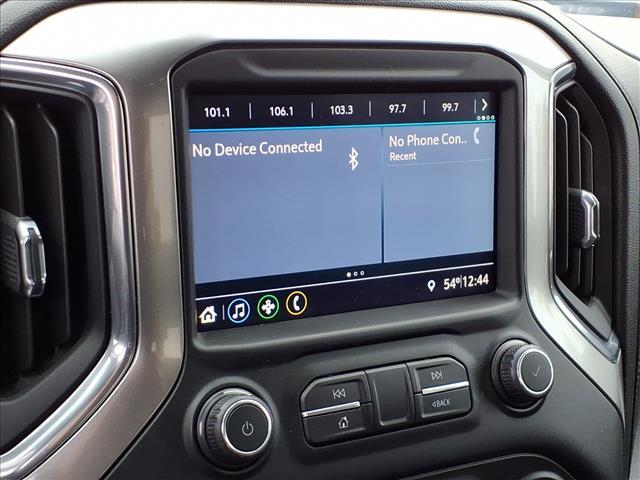 101.1 106.1 103.3 97.7 99.7
No Device Connected
No Phone Con..
Recent
54° 12:44
BACK